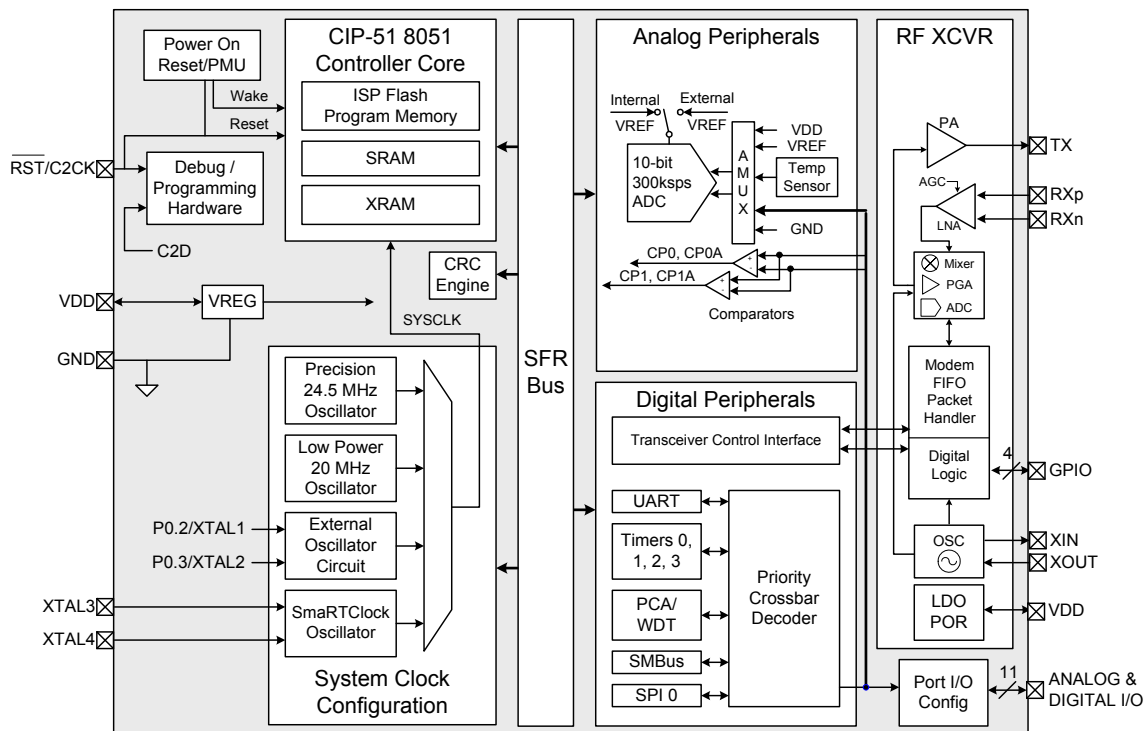 Power On
Reset/PMU
Wake
Reset
RST/C2CK
Debug /
Programming
Hardware
C2D
VDD
VREG
GND
CIP-51 8051
Controller Core
ISP Flash
Program Memory
SRAM
XRAM
CRC
Engine
SYSCLK
Precision
24.5 MHz
Oscillator
Low Power
20 MHz
Oscillator
P0.2/XTAL1
P0.3/XTAL2
External
Oscillator
Circuit
XTAL3
XTAL4
SmaRTClock
Oscillator
System Clock
Configuration
SFR
Bus
Analog Peripherals
Internal
VREF
External
VREF
10-bit
300ksps
ADC
A
M
U
X
VDD
VREF
Temp
Sensor
GND
CP0, CP0A
+
-
CP1, CP1A
+
-
Comparators
Digital Peripherals
Transceiver Control Interface
UART
Timers 0,
1, 2, 3
PCA/
WDT
SMBus
SPI 0
Priority
Crossbar
Decoder
RF XCVR
PA
TX
AGC
LNA
RXp
RXn
Mixer
PGA
ADC
Modem
FIFO
Packet
Handler
Digital
Logic
4
GPIO
OSC
XIN
XOUT
LDO
POR
VDD
Port I/O
Config
11
ANALOG &
DIGITAL I/O